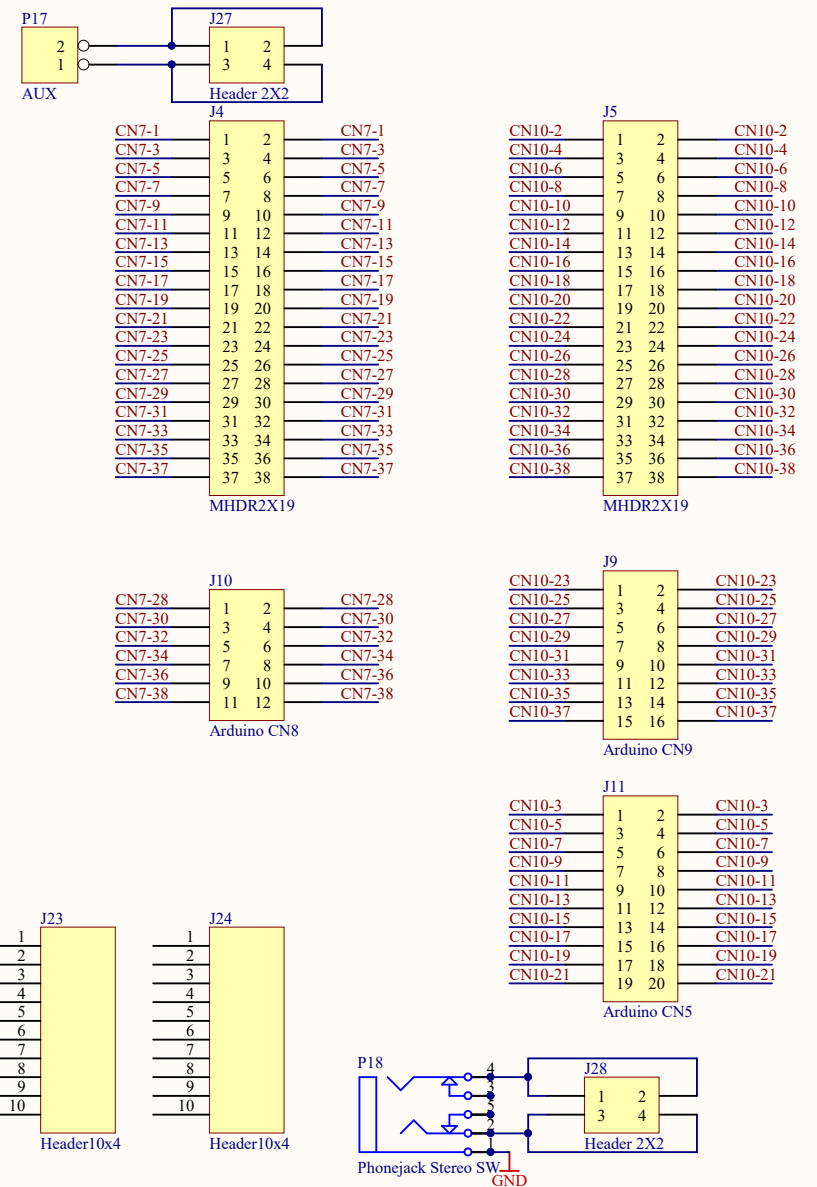 P17 J27
2 1 2
1 3 4
AUX Header 2X2
J4 J5
CN7-1 1 2 CN7-1 CN10-2 1 2 CN10-2
CN7-3 3 4 CN7-3 CN10-4 3 4 CN10-4
CN7-5 5 6 CN7-5 CN10-6 5 6 CN10-6
CN7-7 7 8 CN7-7 CN10-8 7 8 CN10-8
CN7-9 9 10 CN7-9 CN10-10 9 10 CN10-10
CN7-11 11 12 CN7-11 CN10-12 11 12 CN10-12
CN7-13 13 14 CN7-13 CN10-14 13 14 CN10-14
CN7-15 15 16 CN7-15 CN10-16 15 16 CN10-16
CN7-17 17 18 CN7-17 CN10-18 17 18 CN10-18
CN7-19 19 20 CN7-19 CN10-20 19 20 CN10-20
CN7-21 21 22 CN7-21 CN10-22 21 22 CN10-22
CN7-23 23 24 CN7-23 CN10-24 23 24 CN10-24
CN7-25 25 26 CN7-25 CN10-26 25 26 CN10-26
CN7-27 27 28 CN7-27 CN10-28 27 28 CN10-28
CN7-29 29 30 CN7-29 CN10-30 29 30 CN10-30
CN7-31 31 32 CN7-31 CN10-32 31 32 CN10-32
CN7-33 33 34 CN7-33 CN10-34 33 34 CN10-34
CN7-35 35 36 CN7-35 CN10-36 35 36 CN10-36
CN7-37 37 38 CN7-37 CN10-38 37 38 CN10-38
MHDR2X19 MHDR2X19
J10
CN7-28 1 2 CN7-28
CN7-30 3 4 CN7-30
CN7-32 5 6 CN7-32
CN7-34 7 8 CN7-34
CN7-36 9 10 CN7-36
CN7-38 11 12 CN7-38
Arduino CN8
J9
CN10-23 1 2 CN10-23
CN10-25 3 4 CN10-25
CN10-27 5 6 CN10-27
CN10-29 7 8 CN10-29
CN10-31 9 10 CN10-31
CN10-33 11 12 CN10-33
CN10-35 13 14 CN10-35
CN10-37 15 16 CN10-37
Arduino CN9
J11
CN10-3 1 2 CN10-3
CN10-5 3 4 CN10-5
CN10-7 5 6 CN10-7
CN10-9 7 8 CN10-9
CN10-11 9 10 CN10-11
CN10-13 11 12 CN10-13
CN10-15 13 14 CN10-15
CN10-17 15 16 CN10-17
CN10-19 17 18 CN10-19
CN10-21 19 20 CN10-21
Arduino CN5
J23 J24
1 1
2 2
3 3
4 4
5 5
6 6
7 7
8 8
9 9
10 10
Header10x4 Header10x4
P18 J28
4
3 1 2
5 3 4
2
1
Phonejack Stereo SW Header 2X2
GND